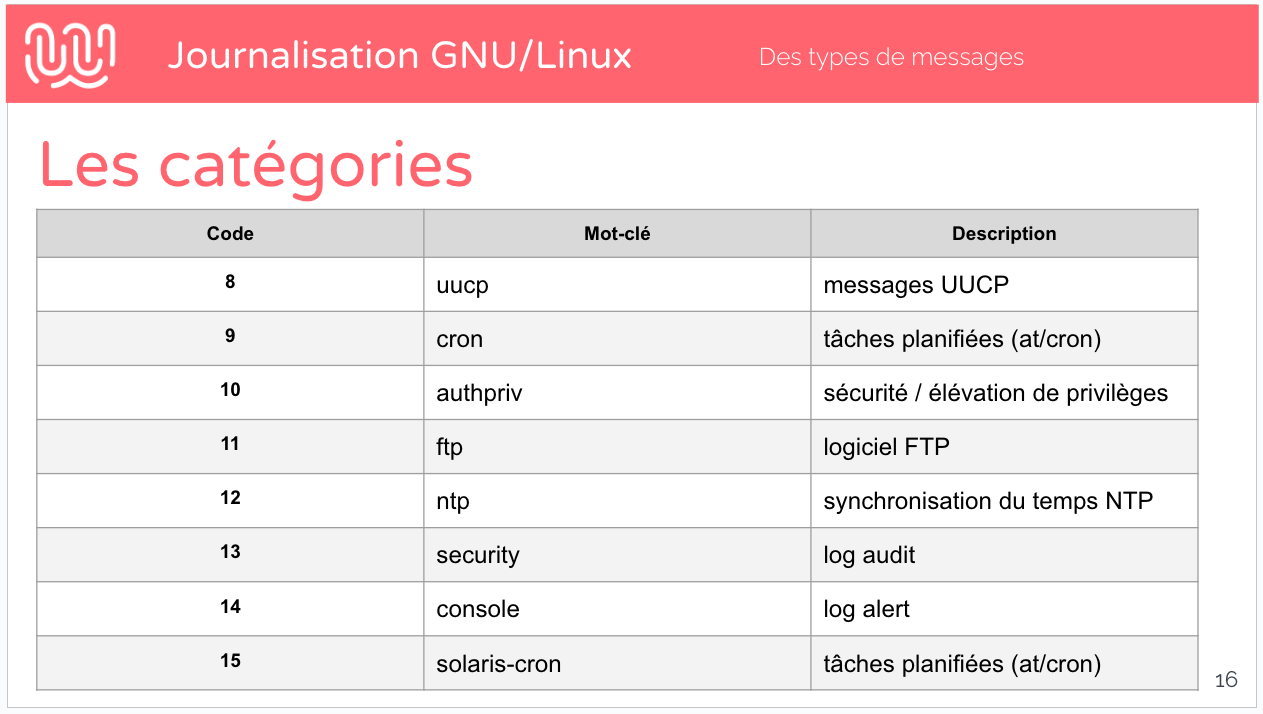 Journalisation GNU/Linux
Des types de messages
Les catégories
Code Mot-clé Description
8 uucp messages UUCP
9 cron tâches planifiées (at/cron)
10 authpriv sécurité / élévation de privilèges
11 ftp logiciel FTP
12 ntp synchronisation du temps NTP
13 security log audit
14 console log alert
15 solaris-cron tâches planifiées (at/cron)
16